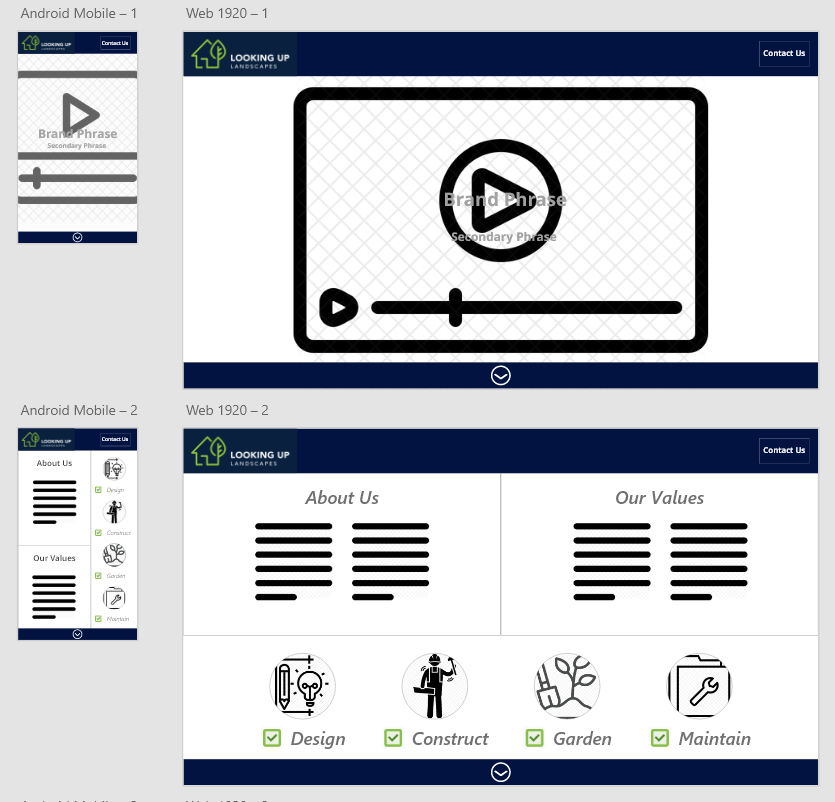 Android Mobile – 1
Web 1920 – 1
LOOKING UP
LANDSCAPES
Contact Us
Brand Phrase
Secondary Phrase
LOOKING UP
LANDSCAPES
Contact Us
Brand Phrase
Secondary Phrase
Android Mobile – 2
Web 1920 – 2
LOOKING UP
LANDSCAPES
Contact Us
About Us
Design
Construct
Our Values
Garden
Maintain
LOOKING UP
LANDSCAPES
Contact Us
About Us
Our Values
Design
Construct
Garden
Maintain